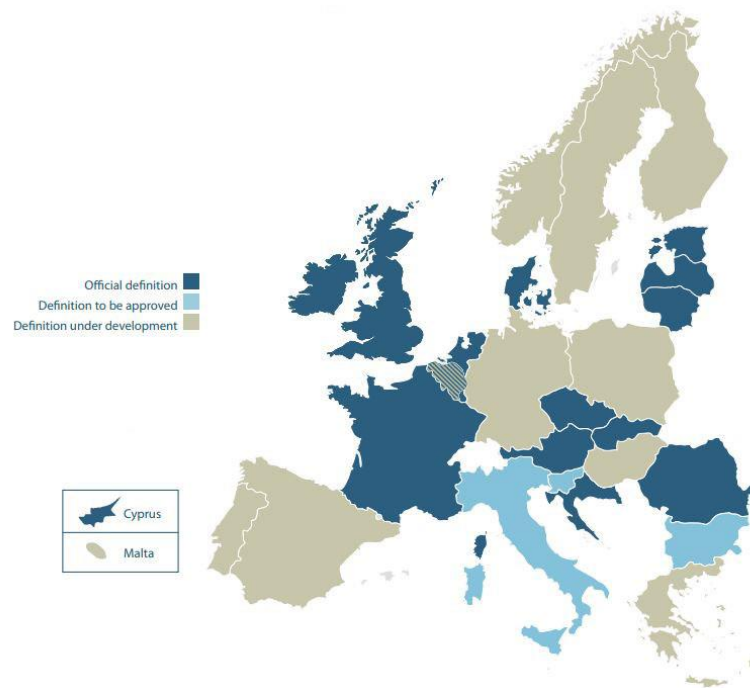 Official definition
Definition to be approved
Definition under development
Cyprus
Malta